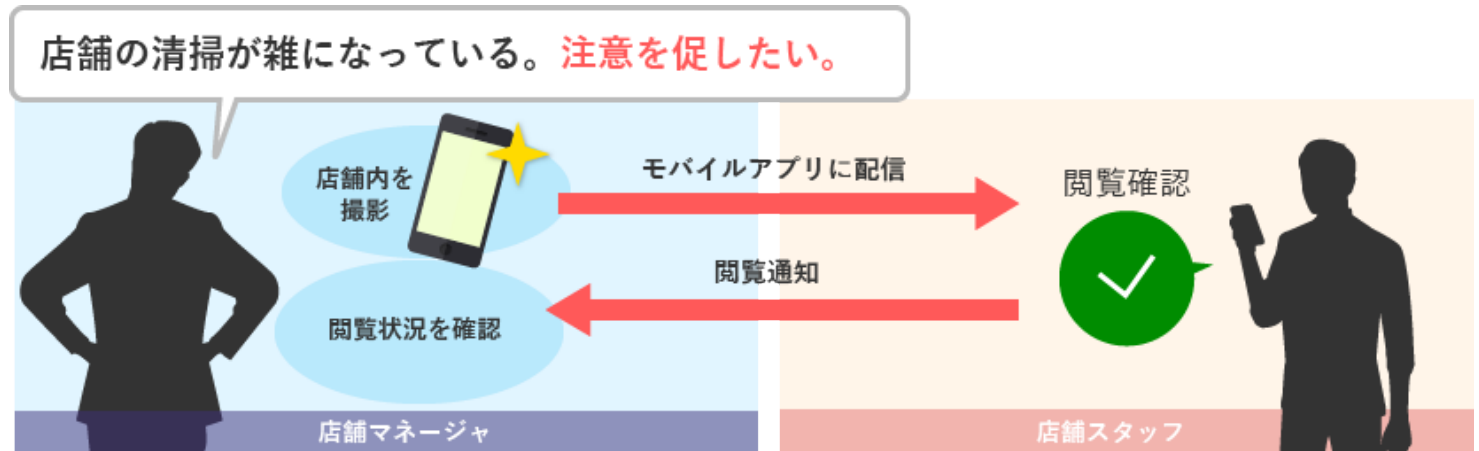 店舗の清掃が雑になっている。注意を促したい。
店舗内を
撮影
モバイルアプリに配信
閲覧確認
閲覧通知
閲覧状況を確認
店舗マネージャ
店舗スタッフ